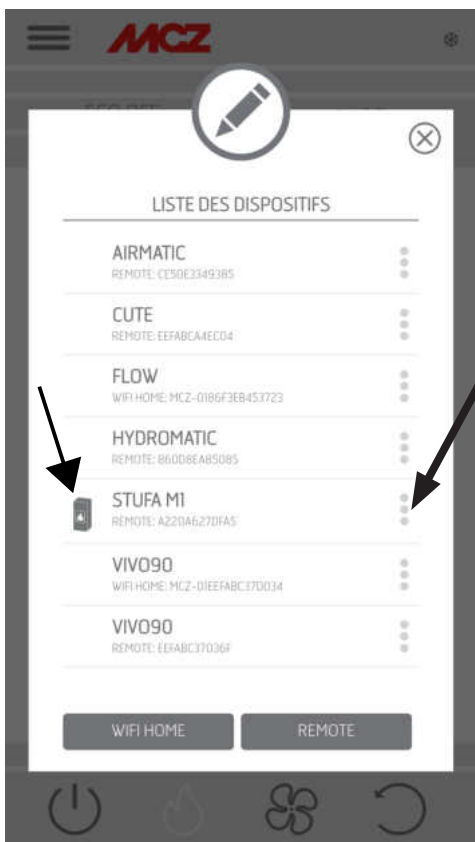 MCZ
LISTE DES DISPOSITIFS
AIRMATIC
REMOTE: CE50E3349385
CUTE
REMOTE: EEFABCA4EC04
FLOW
WIFI HOME: MCZ-0186F3EB453723
HYDROMATIC
REMOTE: 860D8EA85085
STUFA M1
REMOTE: A220A627DFA5
VIVO90
WIFI HOME: MCZ-01EEFABC37D034
VIVO90
REMOTE: EEFABC37036F
WIFI HOME
REMOTE